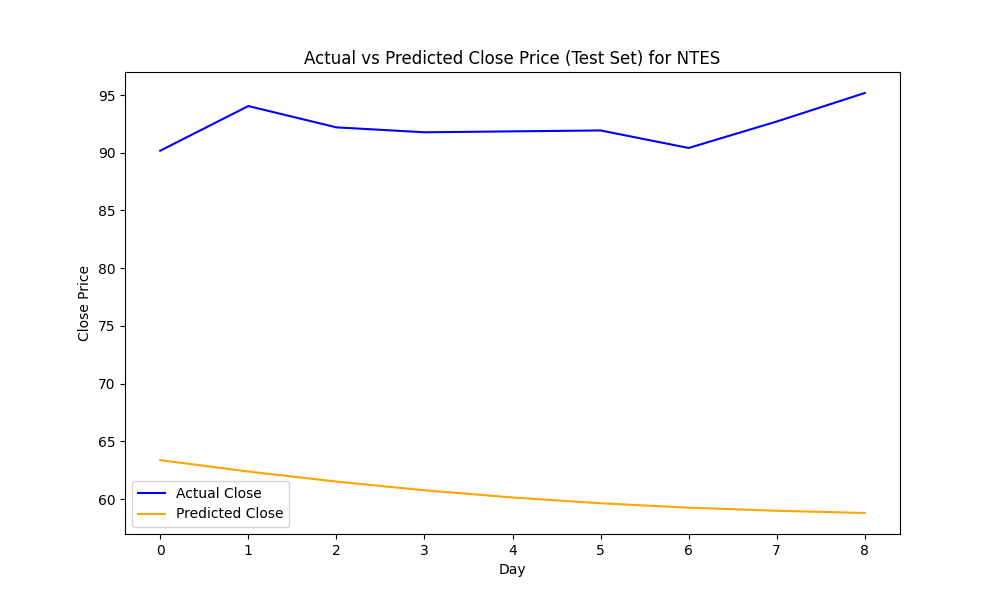 Actual vs Predicted Close Price (Test Set) for NTES
95
90
85
80
75
70
65
60
Close Price
Actual Close
Predicted Close
0 1 2 3 4 5 6 7 8
Day